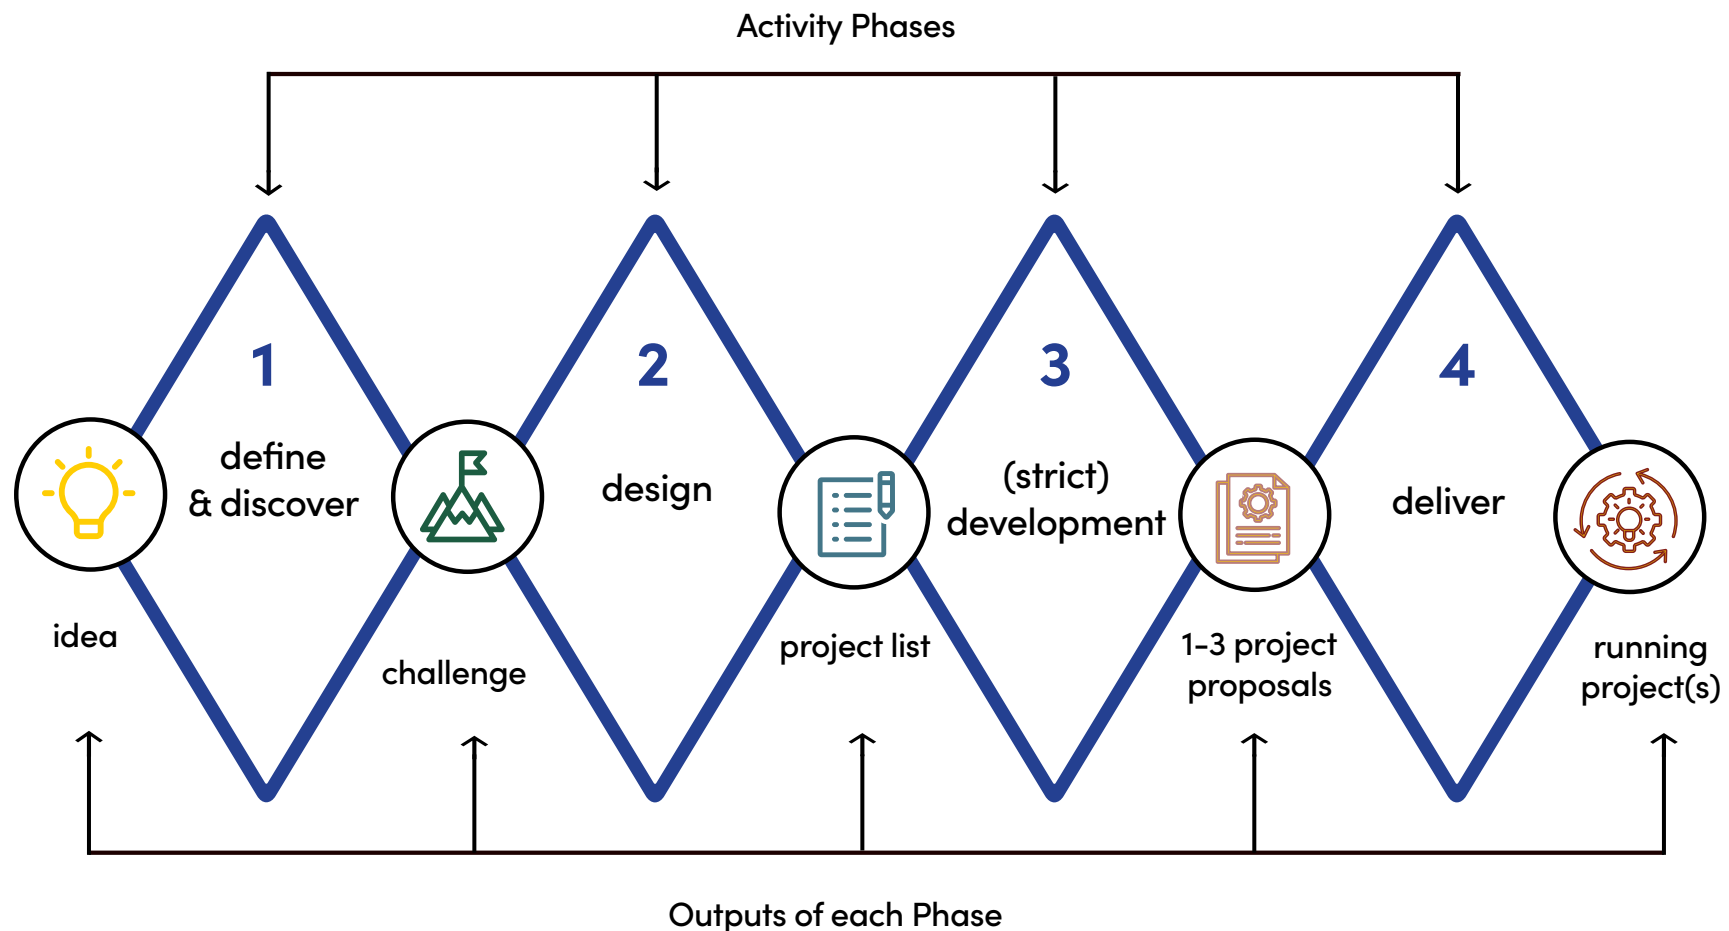 Activity Phases
1
define
& discover
2
design
3
(strict)
development
4
deliver
idea
challenge
project list
1-3 project
proposals
running
project(s)
Outputs of each Phase